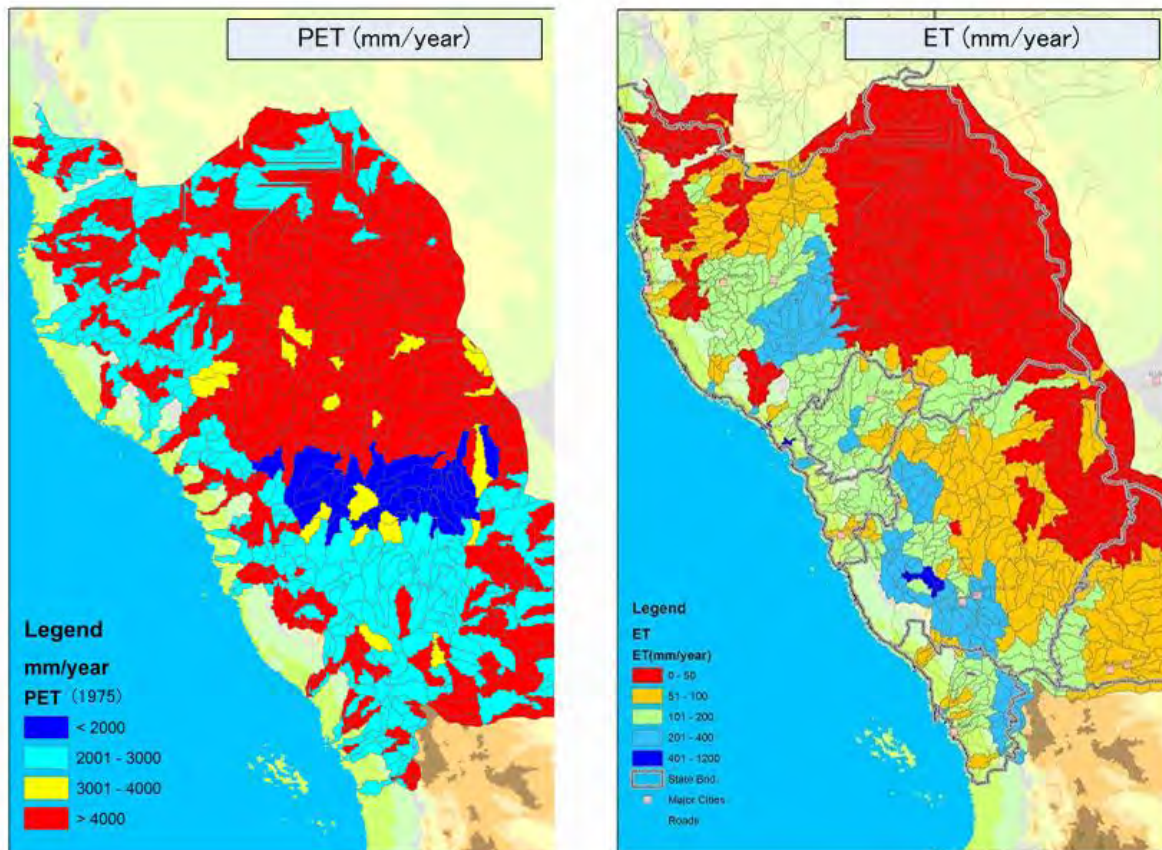 PET (mm/year)
Legend
mm/year
PET (1975)
< 2000
2001 - 3000
3001 - 4000
> 4000
ET (mm/year)
Legend
ET
ET(mm/year)
0 - 50
51 - 100
101 - 200
201 - 400
401 - 1200
State Bnd.
Major Cities
Roads